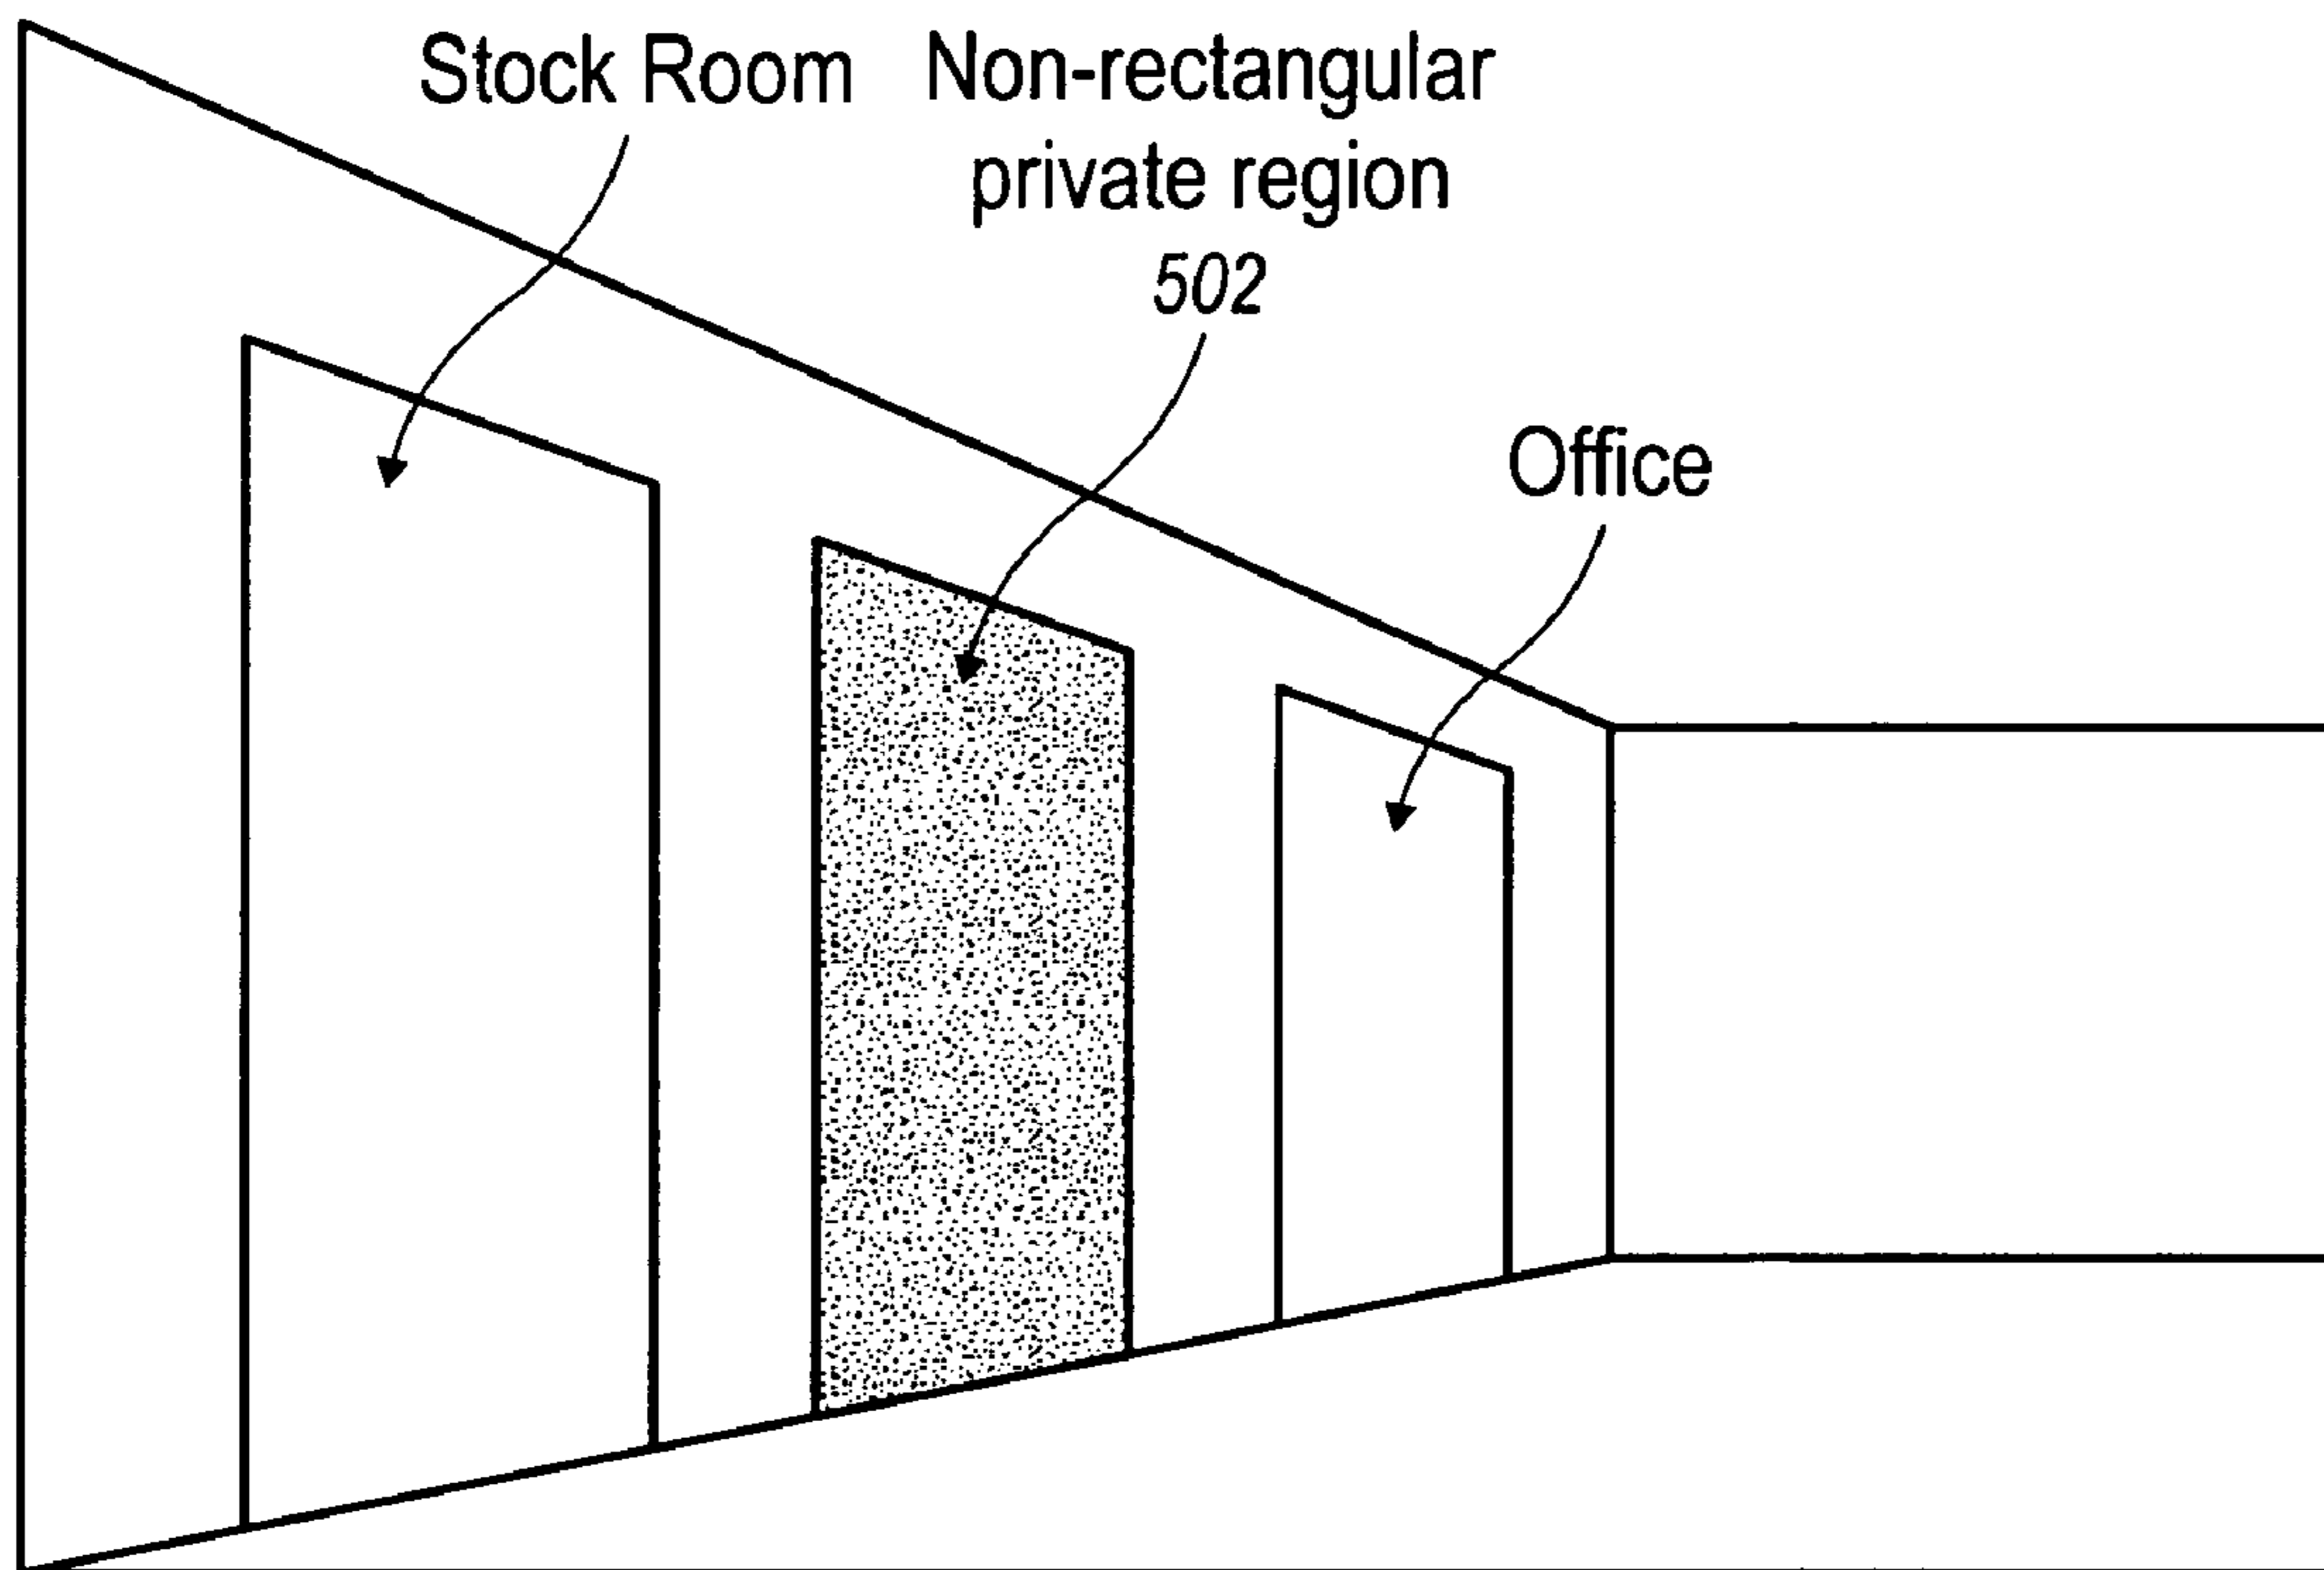 Stock Room
Non-rectangular
private region
502
Office